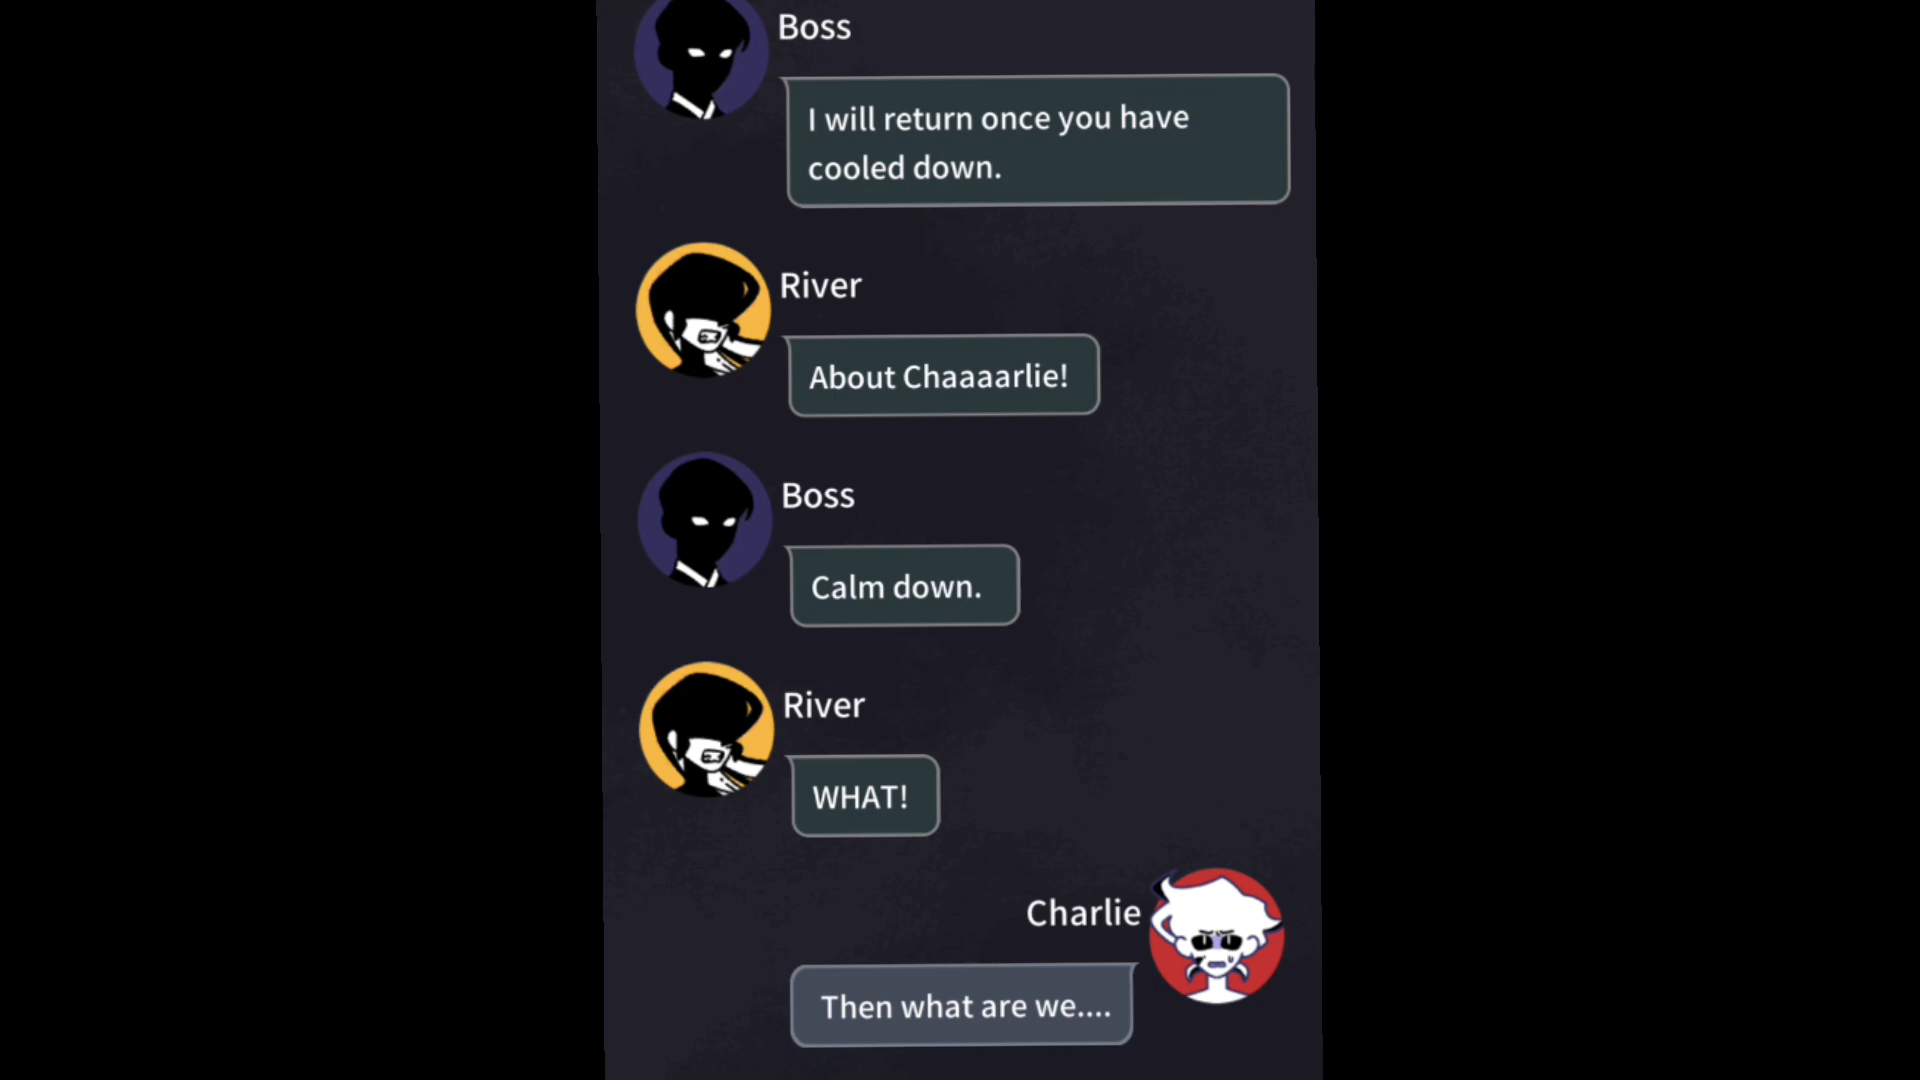 Boss
I will return once you have
cooled down.
River
About Chaaaarlie!
Boss
Calm down.
River
WHAT!
Charlie
Then what are we....